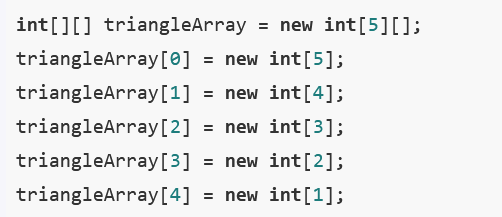 int[][] triangleArray = new int[5][];
triangleArray[0] = new int[5];
triangleArray[1] = new int[4];
triangleArray[2] = new int[3];
triangleArray[3] = new int[2];
triangleArray[4] = new int[1];